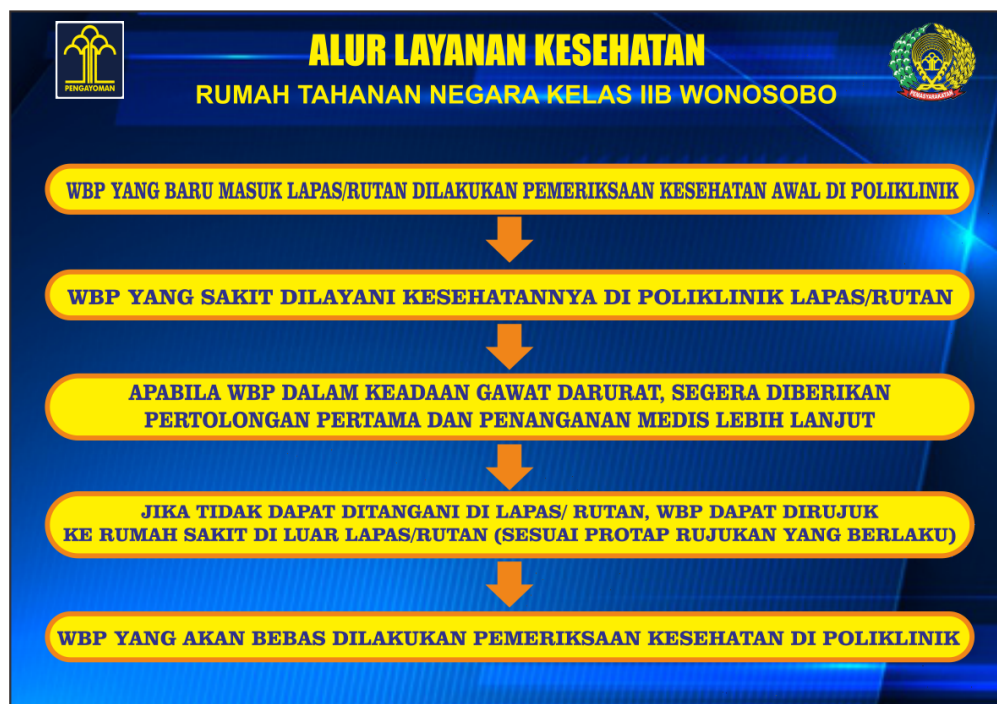 PENGAYOMAN
ALUR LAYANAN KESEHATAN
RUMAH TAHANAN NEGARA KELAS IIB WONOSOBO
PEMASYARAKATAN
WBP YANG BARU MASUK LAPAS/RUTAN DILAKUKAN PEMERIKSAAN KESEHATAN AWAL DI POLIKLINIK
WBP YANG SAKIT DILAYANI KESEHATANNYA DI POLIKLINIK LAPAS/RUTAN
APABILA WBP DALAM KEADAAN GAWAT DARURAT, SEGERA DIBERIKAN
PERTOLONGAN PERTAMA DAN PENANGANAN MEDIS LEBIH LANJUT
JIKA TIDAK DAPAT DITANGANI DI LAPAS/ RUTAN, WBP DAPAT DIRUJUK
KE RUMAH SAKIT DI LUAR LAPAS/RUTAN (SESUAI PROTAP RUJUKAN YANG BERLAKU)
WBP YANG AKAN BEBAS DILAKUKAN PEMERIKSAAN KESEHATAN DI POLIKLINIK